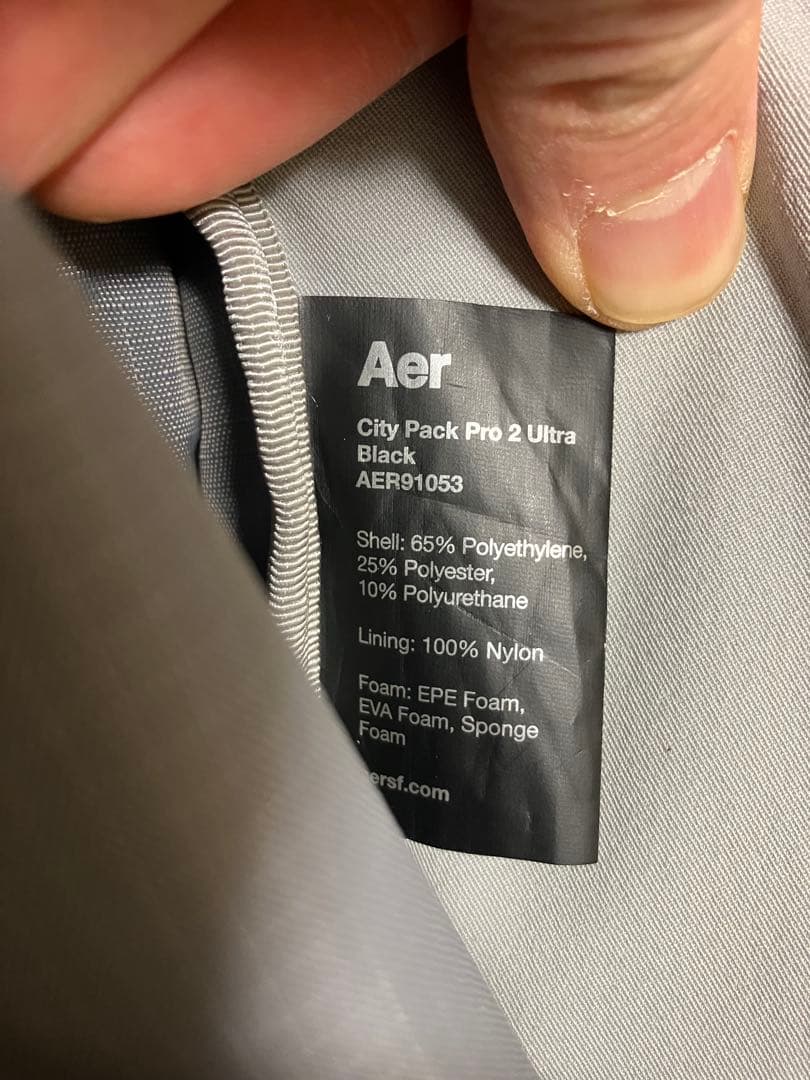 Aer
City Pack Pro 2 Ultra
Black
AER91053
Shell: 65% Polyethylene,
25% Polyester,
10% Polyurethane
Lining: 100% Nylon
Foam: EPE Foam,
EVA Foam, Sponge
Foam
ersf.com